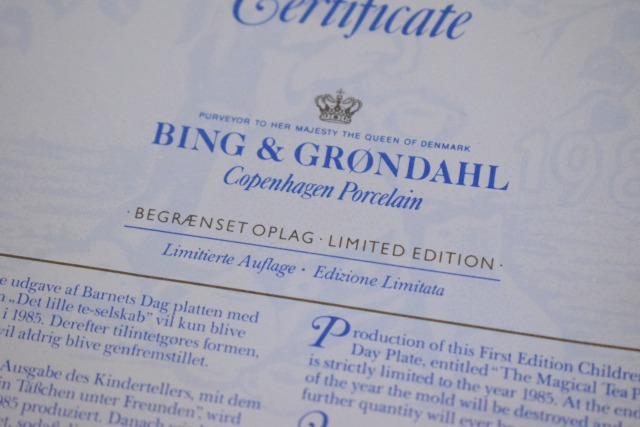 Certificate
PURVEYOR TO HER MAJESTY THE QUEEN OF DENMARK
BING & GRØNDAHL
Copenhagen Porcelain
· BEGRÆNSET OPLAG · LIMITED EDITION ·
Limitierte Auflage · Edizione Limitata
udgave af Barnets Dag platten med
„Det lille te-selskab" vil kun blive
i 1985. Derefter tilintetgøres formen,
vil aldrig blive genfremstillet.
Ausgabe des Kindertellers, mit dem
in Täßchen unter Freunden", wird
985 produziert. Danach
Production of this First Edition Children
Day Plate, entitled "The Magical Tea
is strictly limited to the year 1985. At the end
of the year the mold will be destroyed and
further quantity will ever be